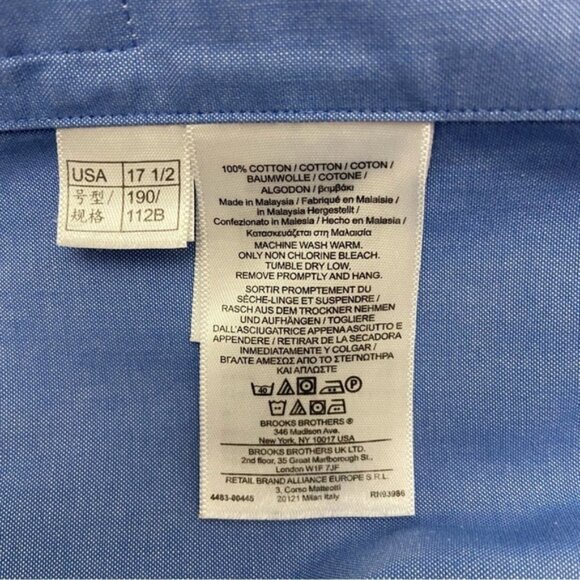 USA 17 1/2
号型/ 190/
规格 112B
100% COTTON / COTTON / COTON /
BAUMWOLLE / COTONE /
ALGODON / βημβάκι
Made in Malaysia / Fabriqué en Malaisie /
in Malaysia Hergestellt /
Confezionato in Malesia / Hecho en Malasia /
Κατασκευάζεται στη Μαλαισία
MACHINE WASH WARM.
ONLY NON CHLORINE BLEACH.
TUMBLE DRY LOW,
REMOVE PROMPTLY AND HANG.
SORTIR PROMPTEMENT DU
SÈCHE-LINGE ET SUSPENDRE /
RASCH AUS DEM TROCKNER NEHMEN
UND AUFHÄNGEN / TOGLIERE
DALL'ASCIUGATRICE APPENA ASCIUTTO E
APPENDERE / RETIRAR DE LA SECADORA
INMEDIATAMENTE Y COLGAR /
ΒΓΑΛΤΕ ΑΜΕΣΩΣ ΑΠΟ ΤΟ ΣΤΕΓΝΩΤΗΡΑ
ΚΑΙ ΑΠΛΩΣΤΕ
40 P
BROOKS BROTHERS ®
346 Madison Ave.
New York, NY 10017 USA
BROOKS BROTHERS UK LTD.
2nd floor, 35 Great Marlborough St.,
London W1F 7JF
RETAIL BRAND ALLIANCE EUROPE S.R.L.
3, Corso Matteotti
4483-00445 20121 Milan Italy RN93986